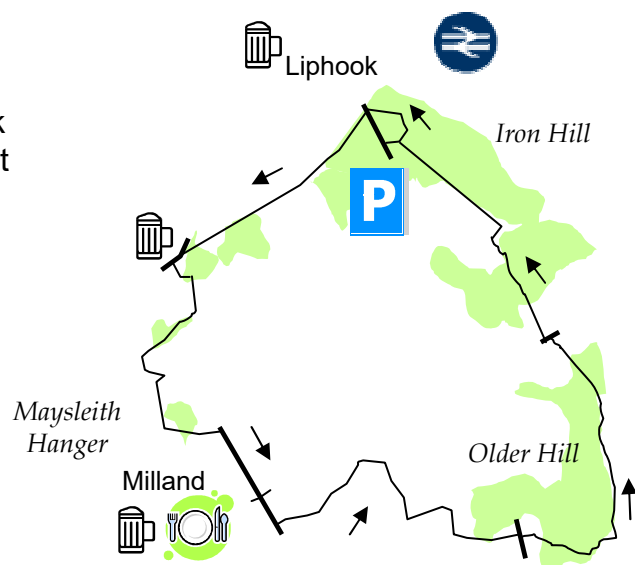 Liphook
k
t
Iron Hill
P
Maysleith
Hanger
Older Hill
Milland